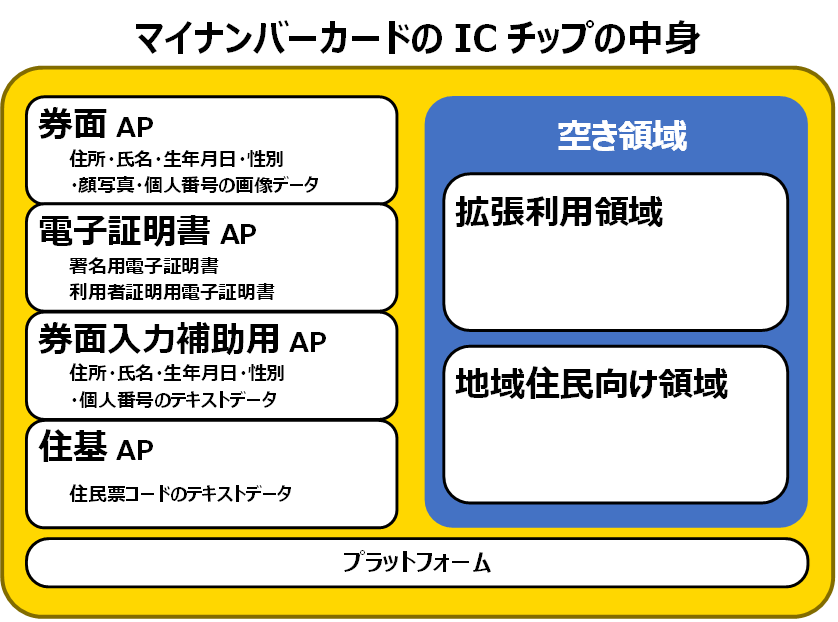 マイナンバーカードの IC チップの中身
券面 AP
住所・氏名・生年月日・性別
・顔写真・個人番号の画像データ
電子証明書 AP
署名用電子証明書
利用者証明用電子証明書
券面入力補助用 AP
住所・氏名・生年月日・性別
・個人番号のテキストデータ
住基 AP
住民票コードのテキストデータ
空き領域
拡張利用領域
地域住民向け領域
プラットフォーム